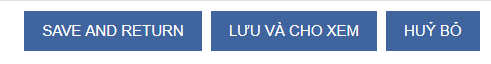 SAVE AND RETURN LƯU VÀ CHO XEM HUỶ BỎ